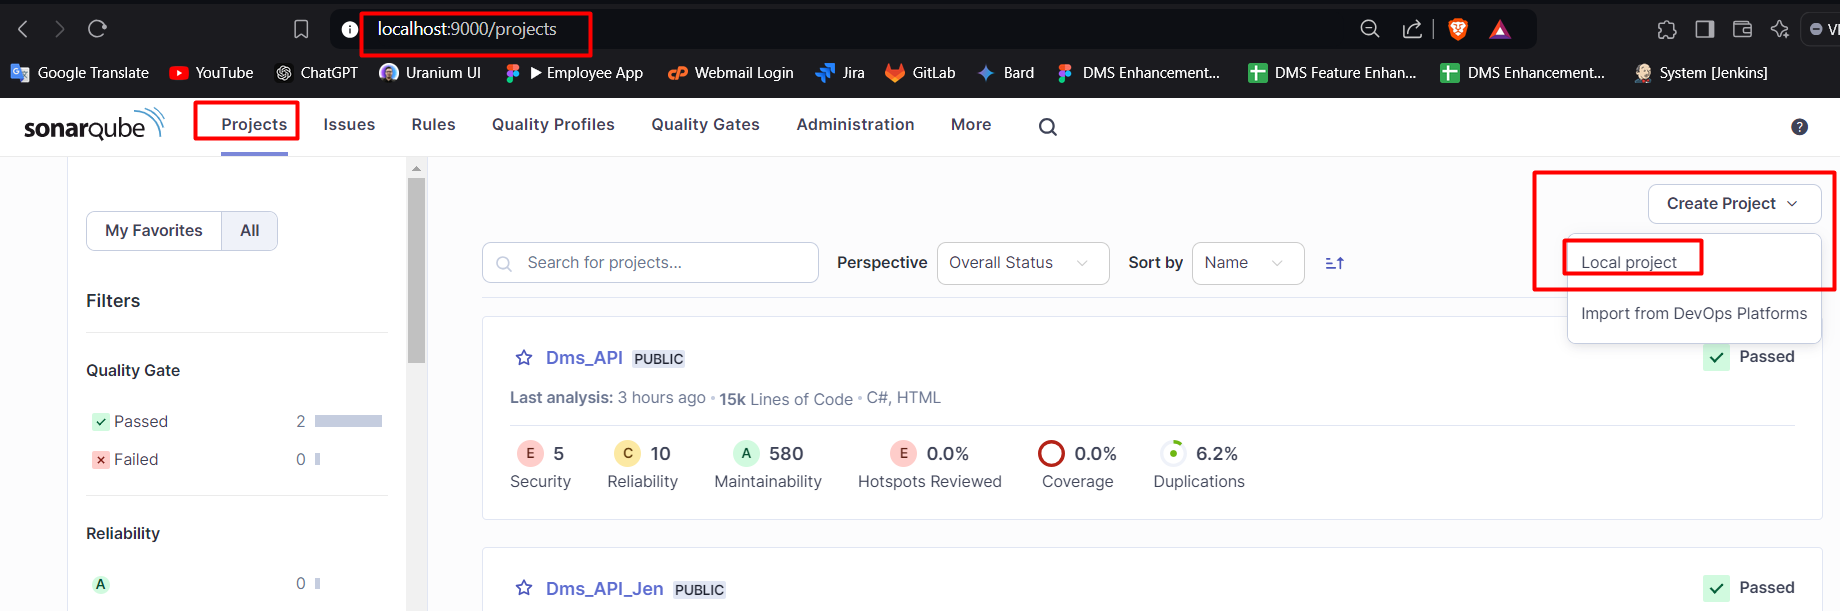 localhost:9000/projects
Google Translate YouTube ChatGPT Uranium UI ▶ Employee App Webmail Login Jira GitLab Bard DMS Enhancement... DMS Feature Enhan... DMS Enhancement... System [Jenkins]
sonarqube Projects Issues Rules Quality Profiles Quality Gates Administration More
Create Project
My Favorites All
Search for projects... Perspective Overall Status Sort by Name
Local project
Import from DevOps Platforms
Filters
Quality Gate
Passed 2
Failed 0
Reliability
A 0
Dms_API PUBLIC Passed
Last analysis: 3 hours ago • 15k Lines of Code • C#, HTML
E 5 C 10 A 580 E 0.0% 0.0% 6.2%
Security Reliability Maintainability Hotspots Reviewed Coverage Duplications
Dms_API_Jen PUBLIC Passed